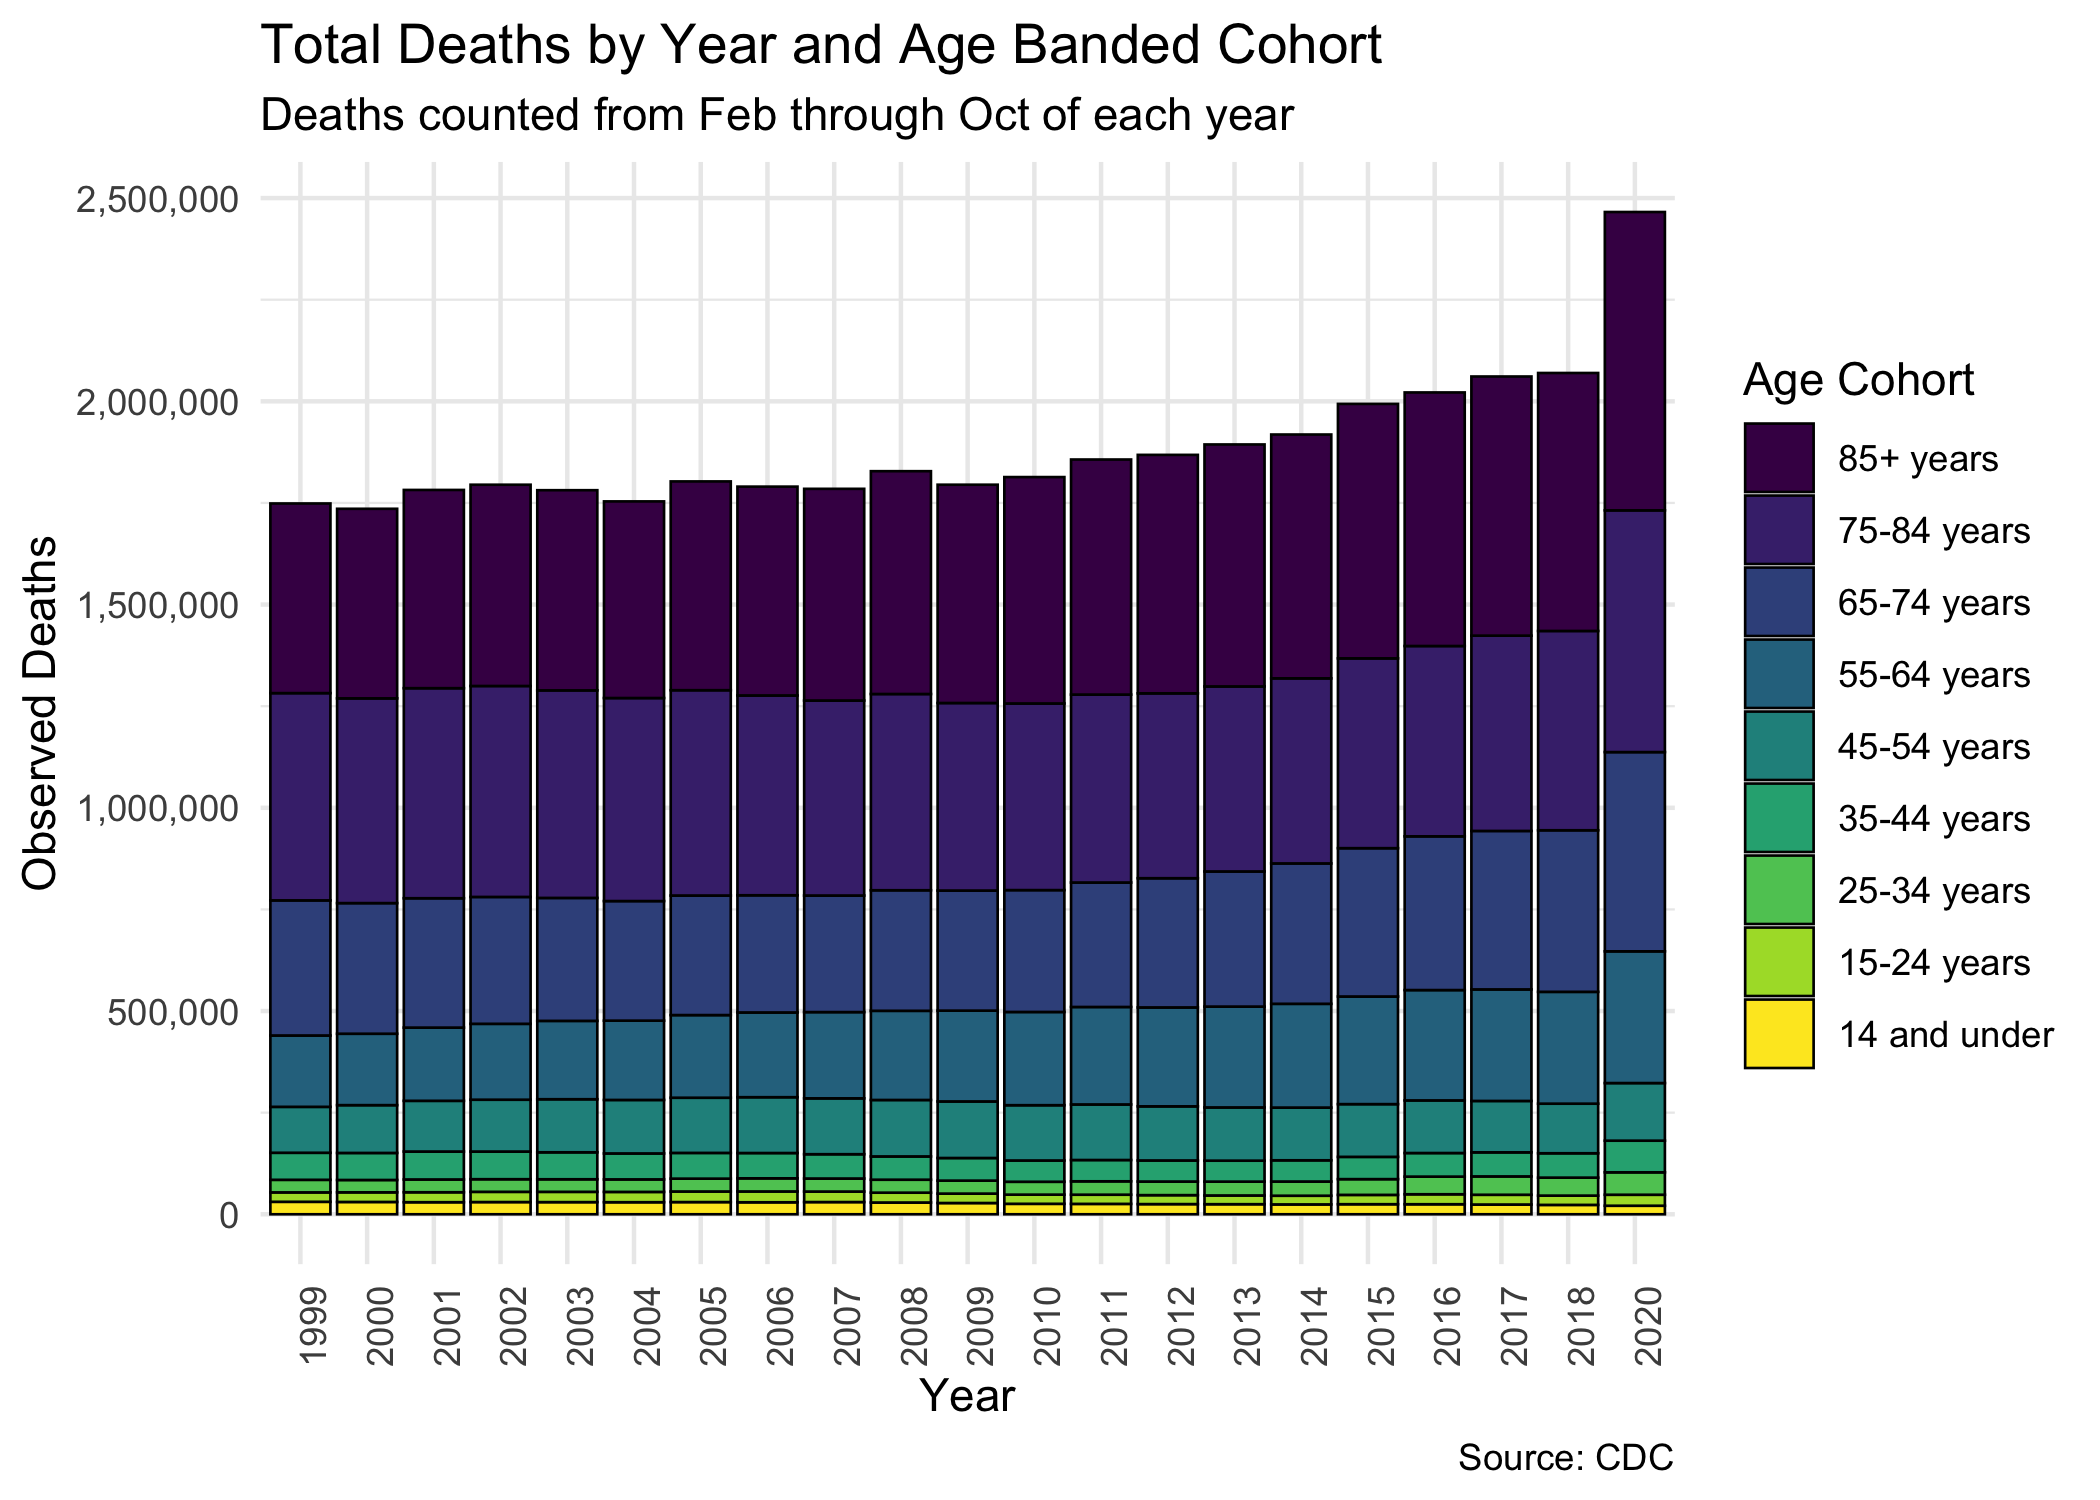 Total Deaths by Year and Age Banded Cohort
Deaths counted from Feb through Oct of each year
Observed Deaths
2,500,000
2,000,000
1,500,000
1,000,000
500,000
0
1999
2000
2001
2002
2003
2004
2005
2006
2007
2008
2009
2010
2011
2012
2013
2014
2015
2016
2017
2018
2020
Year
Age Cohort
85+ years
75-84 years
65-74 years
55-64 years
45-54 years
35-44 years
25-34 years
15-24 years
14 and under
Source: CDC